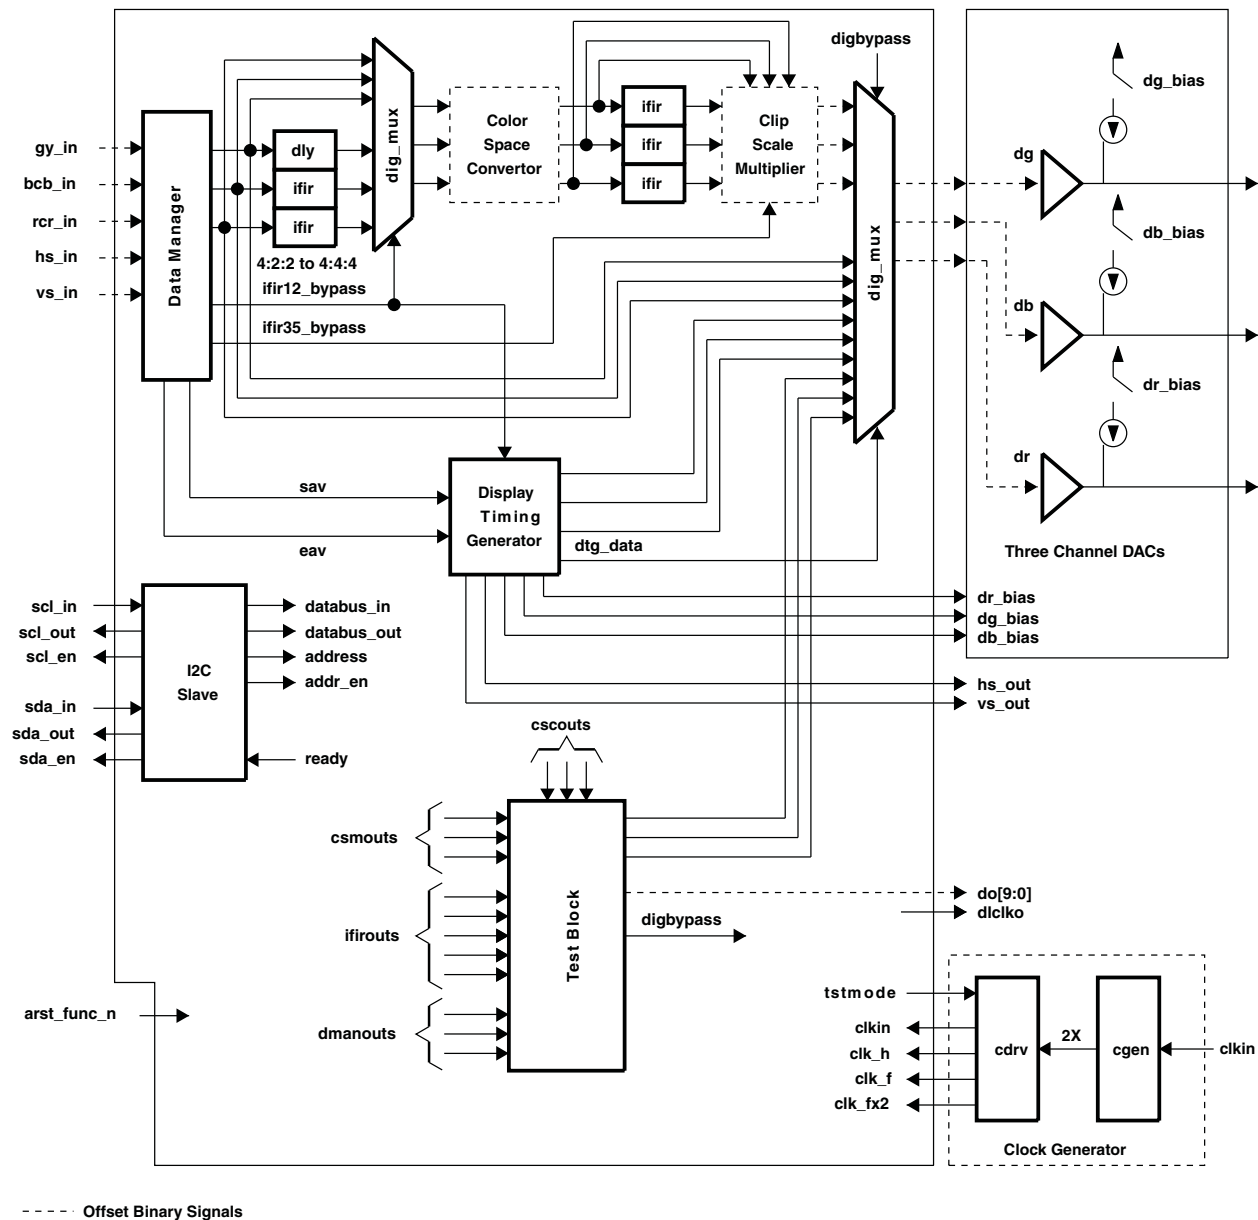 digbypass
dg_bias
gy_in
bcb_in
rcr_in
hs_in
vs_in
Data Manager
dly
ifir
ifir
4:2:2 to 4:4:4
ifir12_bypass
ifir35_bypass
dig_mux
Color
Space
Convertor
ifir
ifir
ifir
Clip
Scale
Multiplier
dig_mux
dg
db_bias
db
dr_bias
dr
Three Channel DACs
sav
eav
Display
Timing
Generator
dtg_data
dr_bias
dg_bias
db_bias
hs_out
vs_out
scl_in
scl_out
scl_en
sda_in
sda_out
sda_en
I2C
Slave
databus_in
databus_out
address
addr_en
ready
cscouts
csmouts
ifirouts
dmanouts
Test Block
do[9:0]
dlclko
digbypass
arst_func_n
tstmode
clkin
clk_h
clk_f
clk_fx2
cdrv
2X
cgen
clkin
Clock Generator
Offset Binary Signals